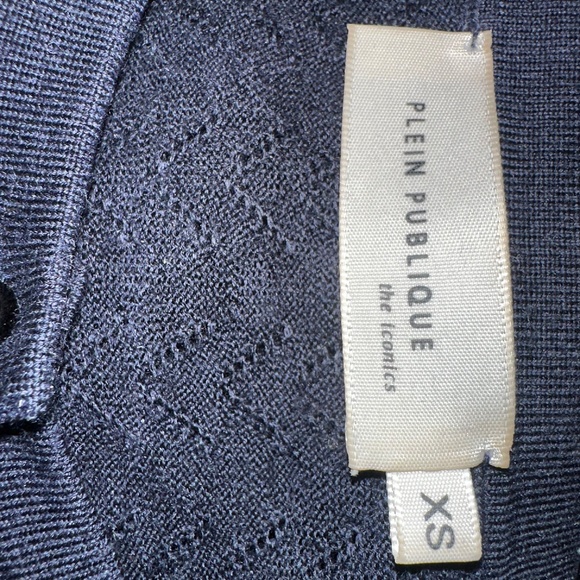 PLEIN PUBLIQUE
the iconics
XS